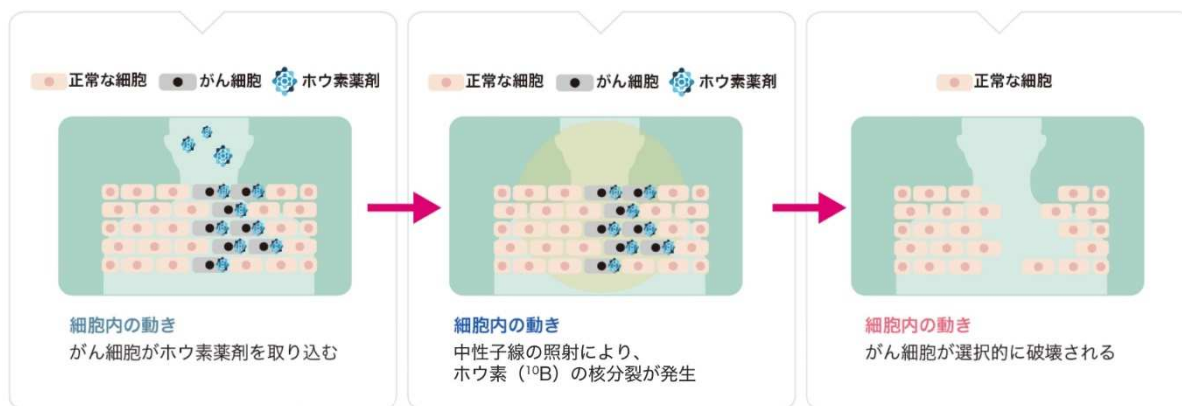 正常な細胞 がん細胞 ホウ素薬剤
細胞内の動き
がん細胞がホウ素薬剤を取り込む
正常な細胞 がん細胞 ホウ素薬剤
細胞内の動き
中性子線の照射により、
ホウ素（¹⁰B）の核分裂が発生
正常な細胞
細胞内の動き
がん細胞が選択的に破壊される